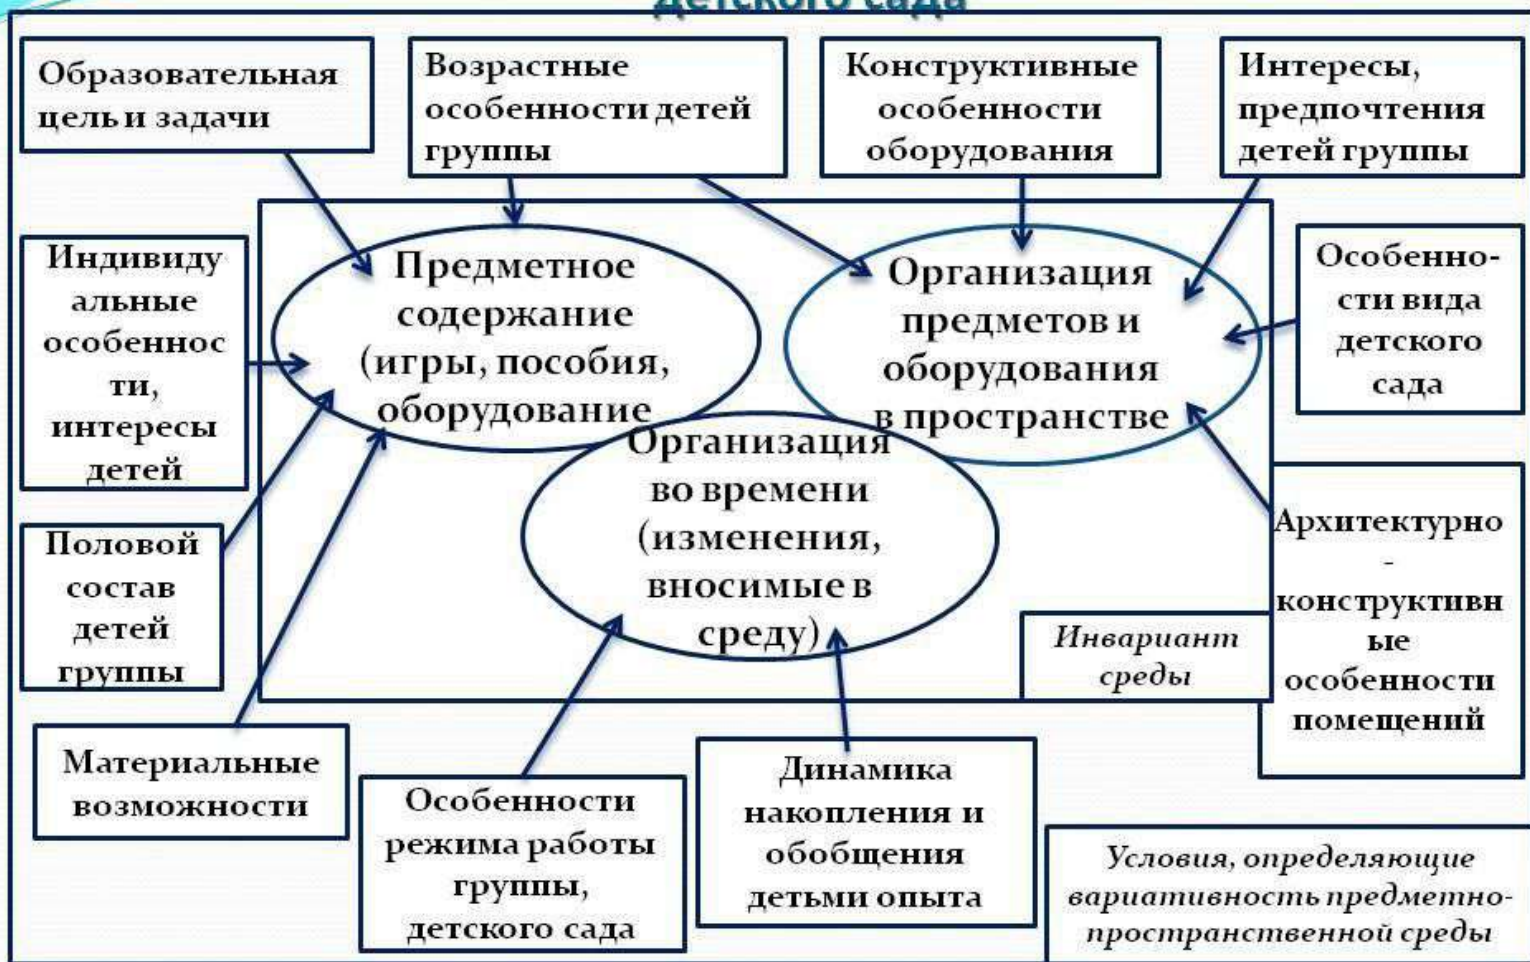 детского сада
Образовательная
цель и задачи
Возрастные
особенности детей
группы
Конструктивные
особенности
оборудования
Интересы,
предпочтения
детей группы
Индивиду
альные
особеннос
ти,
интересы
детей
Предметное
содержание
(игры, пособия,
оборудование
Организация
предметов и
оборудования
в пространстве
Особенно-
сти вида
детского
сада
Организация
во времени
(изменения,
вносимые в
среду)
Половой
состав
детей
группы
Архитектурно
-
конструктивн
ые
особенности
помещений
Инвариант
среды
Материальные
возможности
Особенности
режима работы
группы,
детского сада
Динамика
накопления и
обобщения
детьми опыта
Условия, определяющие
вариативность предметно-
пространственной среды